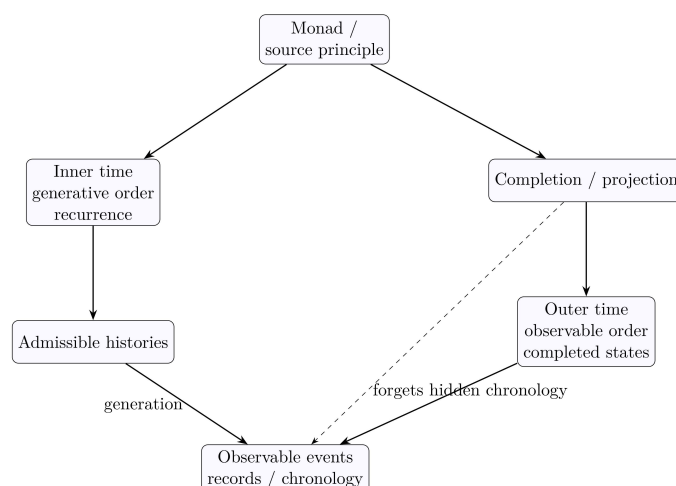 Monad /
source principle
Inner time
generative order
recurrence
Completion / projection
Admissible histories
Outer time
observable order
completed states
generation
forgets hidden chronology
Observable events
records / chronology